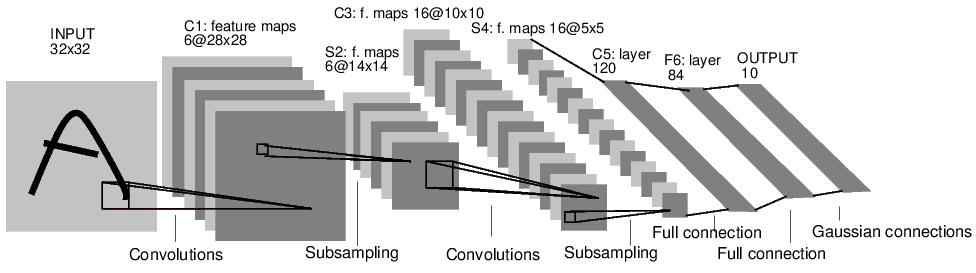 INPUT
32x32
C1: feature maps
6@28x28
S2: f. maps
6@14x14
C3: f. maps 16@10x10
S4: f. maps 16@5x5
C5: layer
120
F6: layer
84
OUTPUT
10
Convolutions
Subsampling
Convolutions
Subsampling
Full connection
Full connection
Gaussian connections
A